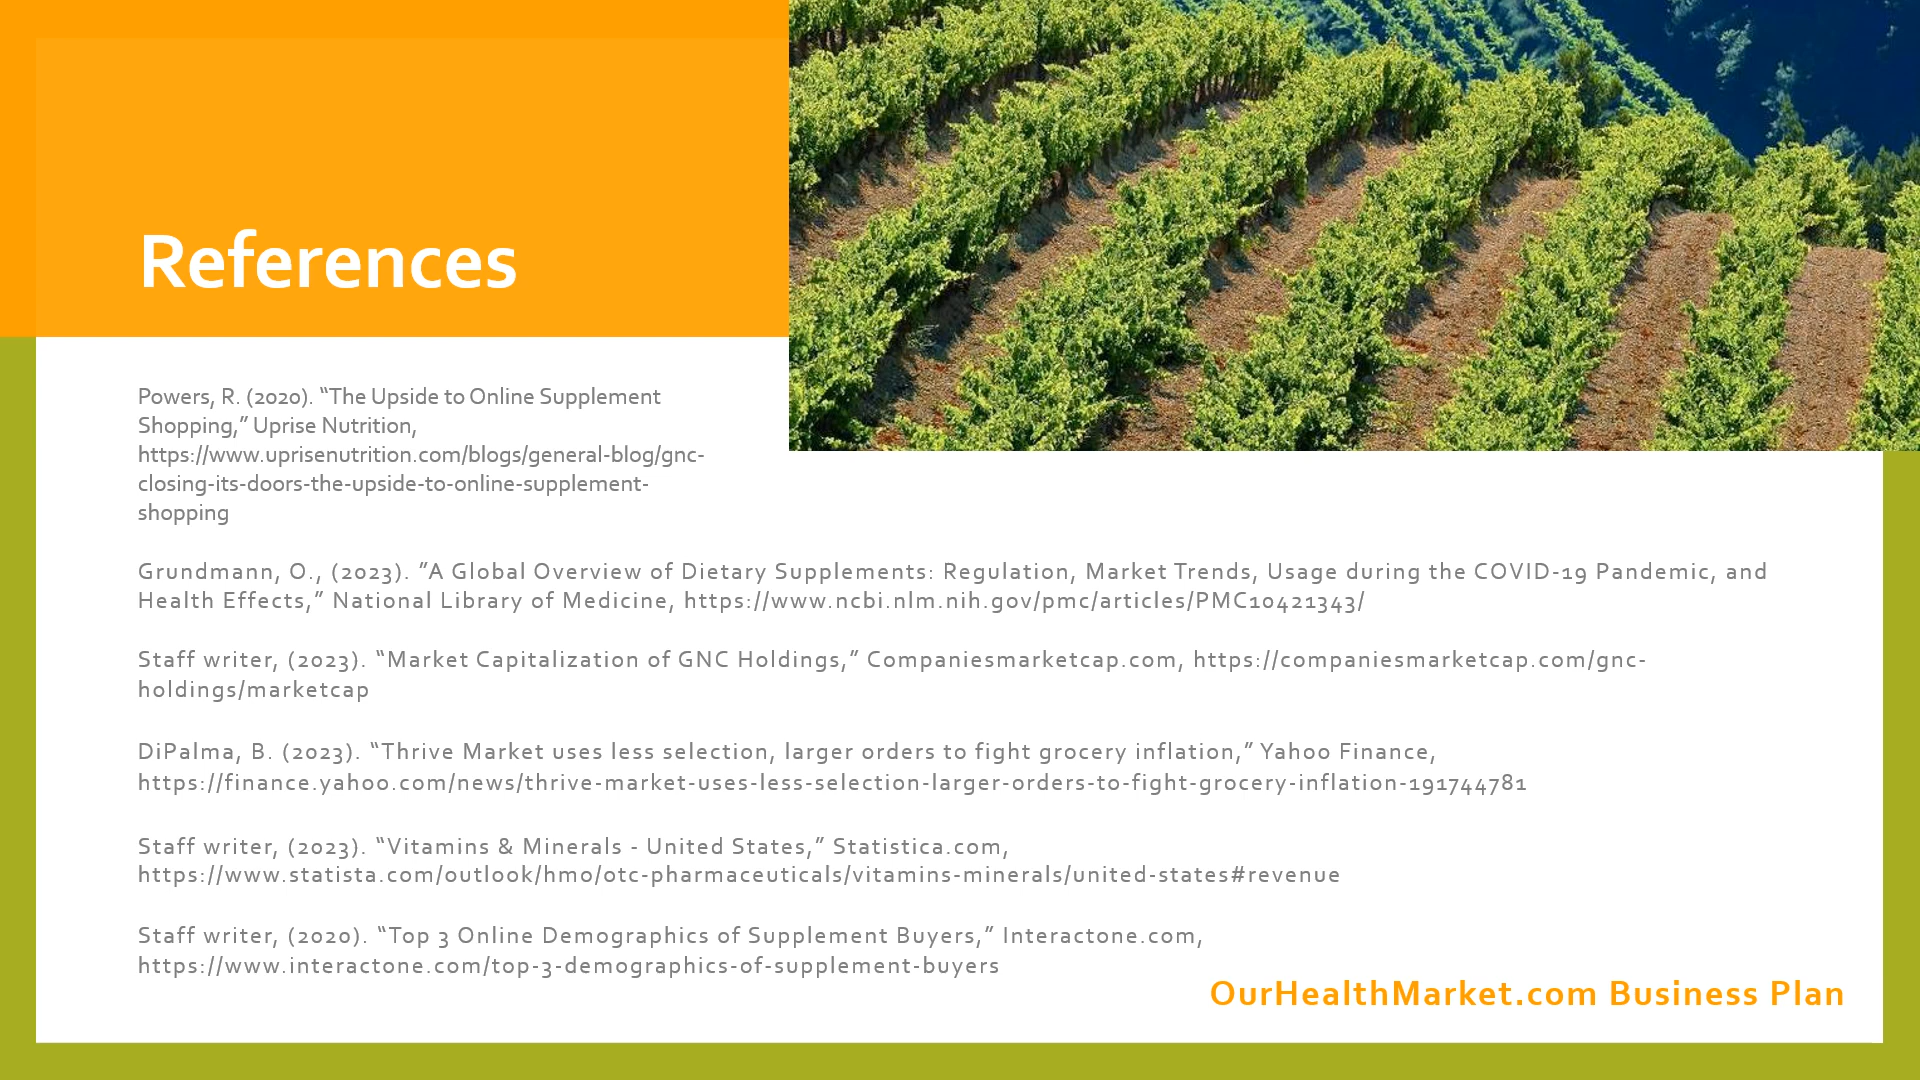 References
Powers, R. (2020). “The Upside to Online Supplement
Shopping,” Uprise Nutrition,
https://www.uprisenutrition.com/blogs/general-blog/gnc-
closing-its-doors-the-upside-to-online-supplement-
shopping
Grundmann, O., (2023). ”A Global Overview of Dietary Supplements: Regulation, Market Trends, Usage during the COVID-19 Pandemic, and
Health Effects,” National Library of Medicine, https://www.ncbi.nlm.nih.gov/pmc/articles/PMC10421343/
Staff writer, (2023). “Market Capitalization of GNC Holdings,” Companiesmarketcap.com, https://companiesmarketcap.com/gnc-
holdings/marketcap
DiPalma, B. (2023). “Thrive Market uses less selection, larger orders to fight grocery inflation,” Yahoo Finance,
https://finance.yahoo.com/news/thrive-market-uses-less-selection-larger-orders-to-fight-grocery-inflation-191744781
Staff writer, (2023). “Vitamins & Minerals - United States,” Statistica.com,
https://www.statista.com/outlook/hmo/otc-pharmaceuticals/vitamins-minerals/united-states#revenue
Staff writer, (2020). “Top 3 Online Demographics of Supplement Buyers,” Interactone.com,
https://www.interactone.com/top-3-demographics-of-supplement-buyers
OurHealthMarket.com Business Plan